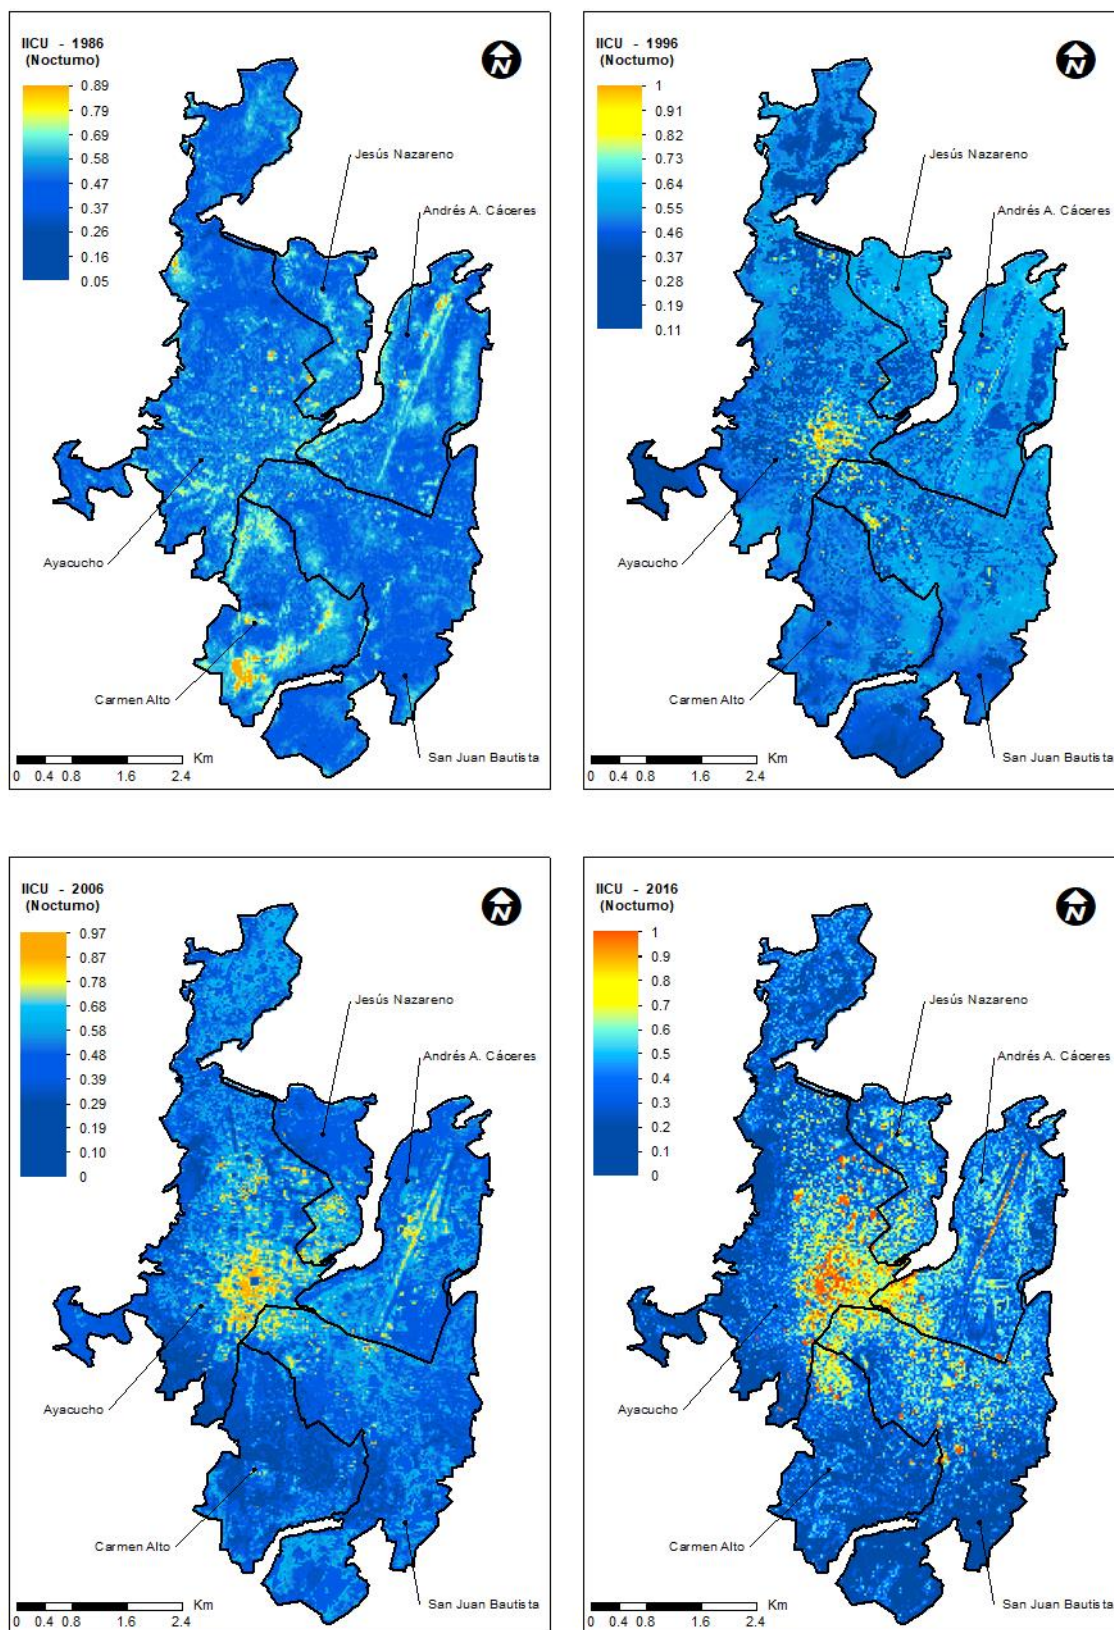 IICU - 1986
(Nocturno)
N
0.89
0.79
0.69
0.58
0.47
0.37
0.26
0.16
0.05
Jesús Nazareno
Andrés A. Cáceres
Ayacucho
Carmen Alto
San Juan Bautista
Km
0 0.4 0.8 1.6 2.4
IICU - 1996
(Nocturno)
N
1
0.91
0.82
0.73
0.64
0.55
0.46
0.37
0.28
0.19
0.11
Jesús Nazareno
Andrés A. Cáceres
Ayacucho
Carmen Alto
San Juan Bautista
Km
0 0.4 0.8 1.6 2.4
IICU - 2006
(Nocturno)
N
0.97
0.87
0.78
0.68
0.58
0.48
0.39
0.29
0.19
0.10
0
Jesús Nazareno
Andrés A. Cáceres
Ayacucho
Carmen Alto
San Juan Bautista
Km
0 0.4 0.8 1.6 2.4
IICU - 2016
(Nocturno)
N
1
0.9
0.8
0.7
0.6
0.5
0.4
0.3
0.2
0.1
0
Jesús Nazareno
Andrés A. Cáceres
Ayacucho
Carmen Alto
San Juan Bautista
Km
0 0.4 0.8 1.6 2.4